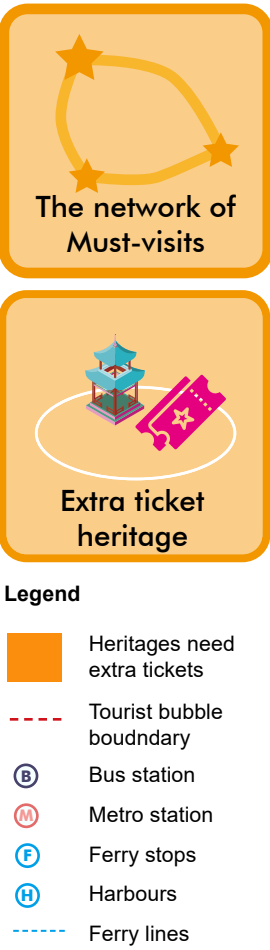 The network of
Must-visits
Extra ticket
heritage
Legend
Heritages need
extra tickets
Tourist bubble
boudndary
B Bus station
M Metro station
F Ferry stops
H Harbours
Ferry lines